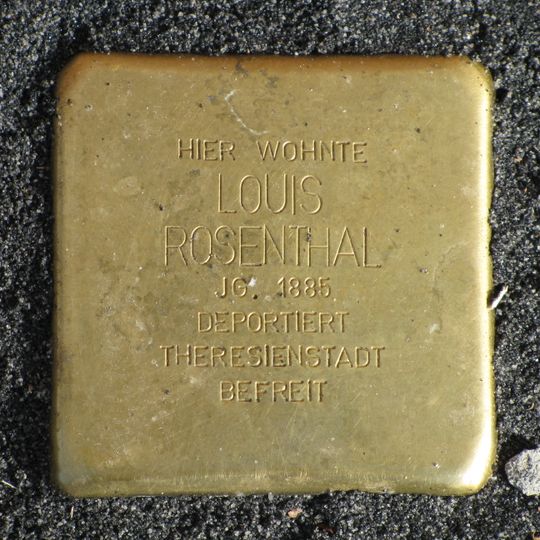 HIER WOHNTE
LOUIS
ROSENTHAL
JG. 1885
DEPORTIERT
THERESIENSTADT
BEFREIT